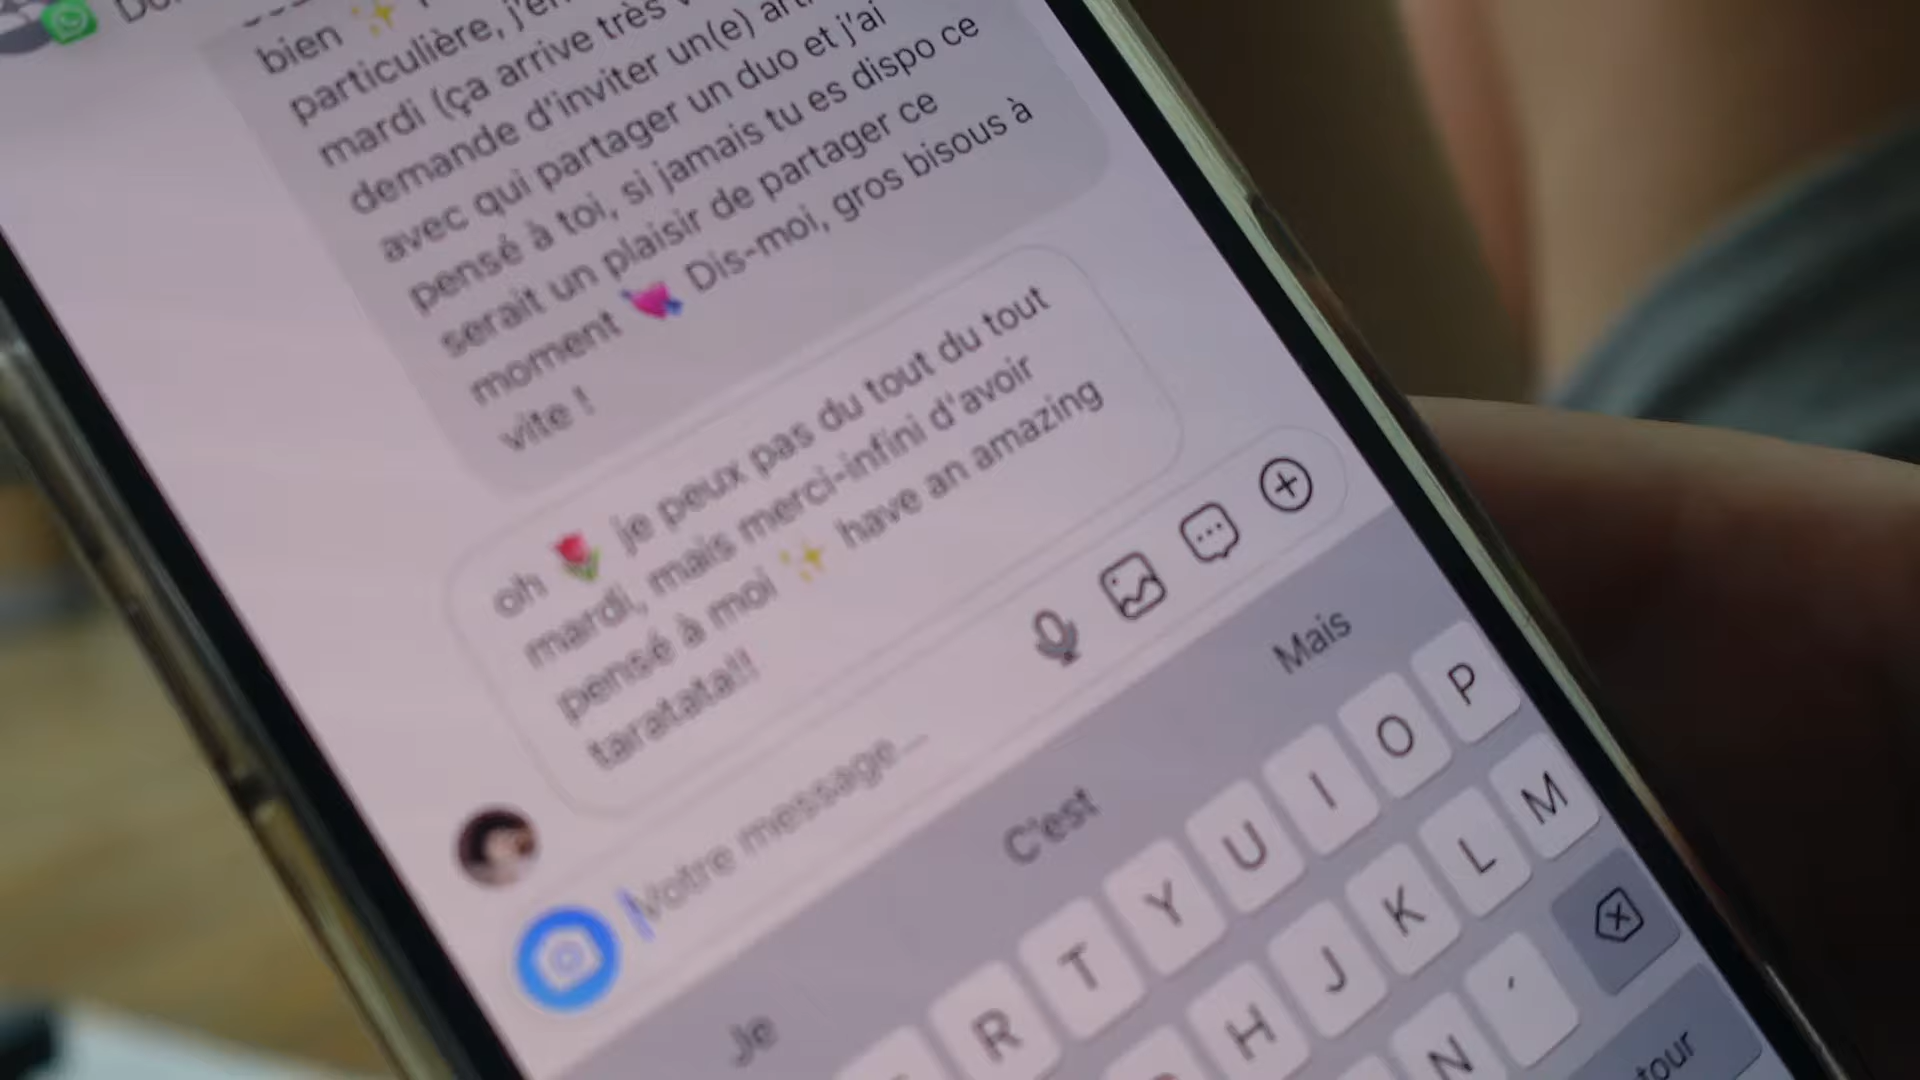 bien ✨
particulière, j'en
mardi (ça arrive très
demande d'inviter un(e)
avec qui partager un duo et j'ai
pensé à toi, si jamais tu es dispo ce
serait un plaisir de partager ce
moment 💘 Dis-moi, gros bisous à
vite !
oh 🌷 je peux pas du tout du tout
mardi, mais merci-infini d'avoir
pensé à moi ✨ have an amazing
taratata!!
Votre message...
Je C'est Mais
R T Y U I O P
H J K L M
N '